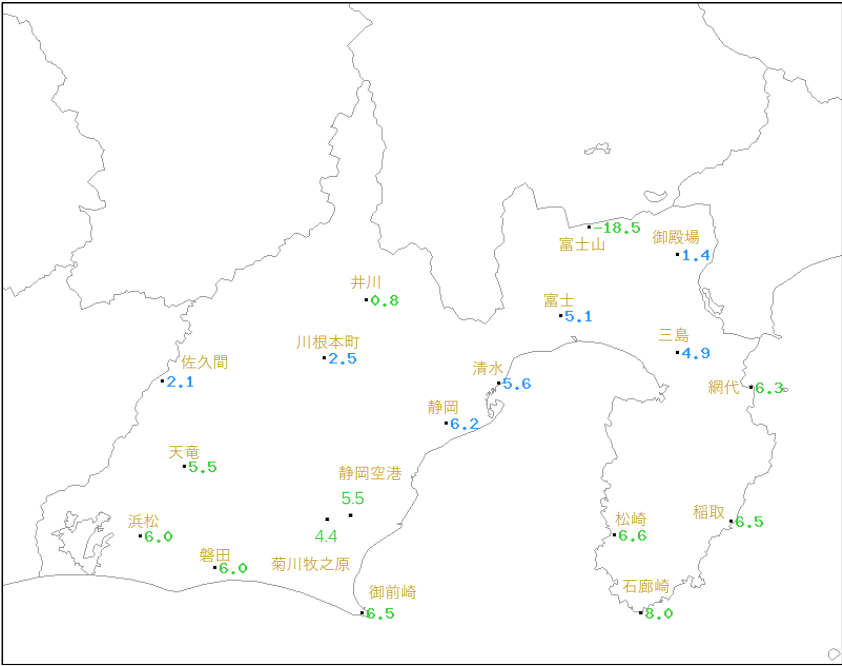 -18.5
富士山
御殿場
1.4
井川
0.8
富士
5.1
川根本町
2.5
三島
4.9
佐久間
2.1
清水
5.6
網代
6.3
静岡
6.2
天竜
5.5
静岡空港
5.5
浜松
6.0
4.4
菊川牧之原
松崎
6.6
稲取
6.5
磐田
6.0
御前崎
6.5
石廊崎
8.0